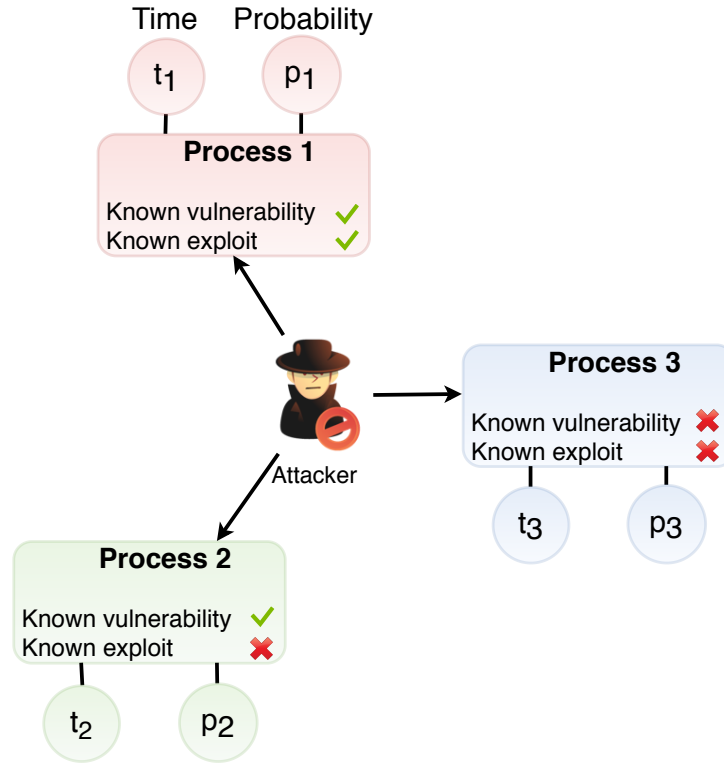 Time Probability
t1 p1
Process 1
Known vulnerability
Known exploit
Process 3
Known vulnerability
Known exploit
Attacker
t3 p3
Process 2
Known vulnerability
Known exploit
t2 p2